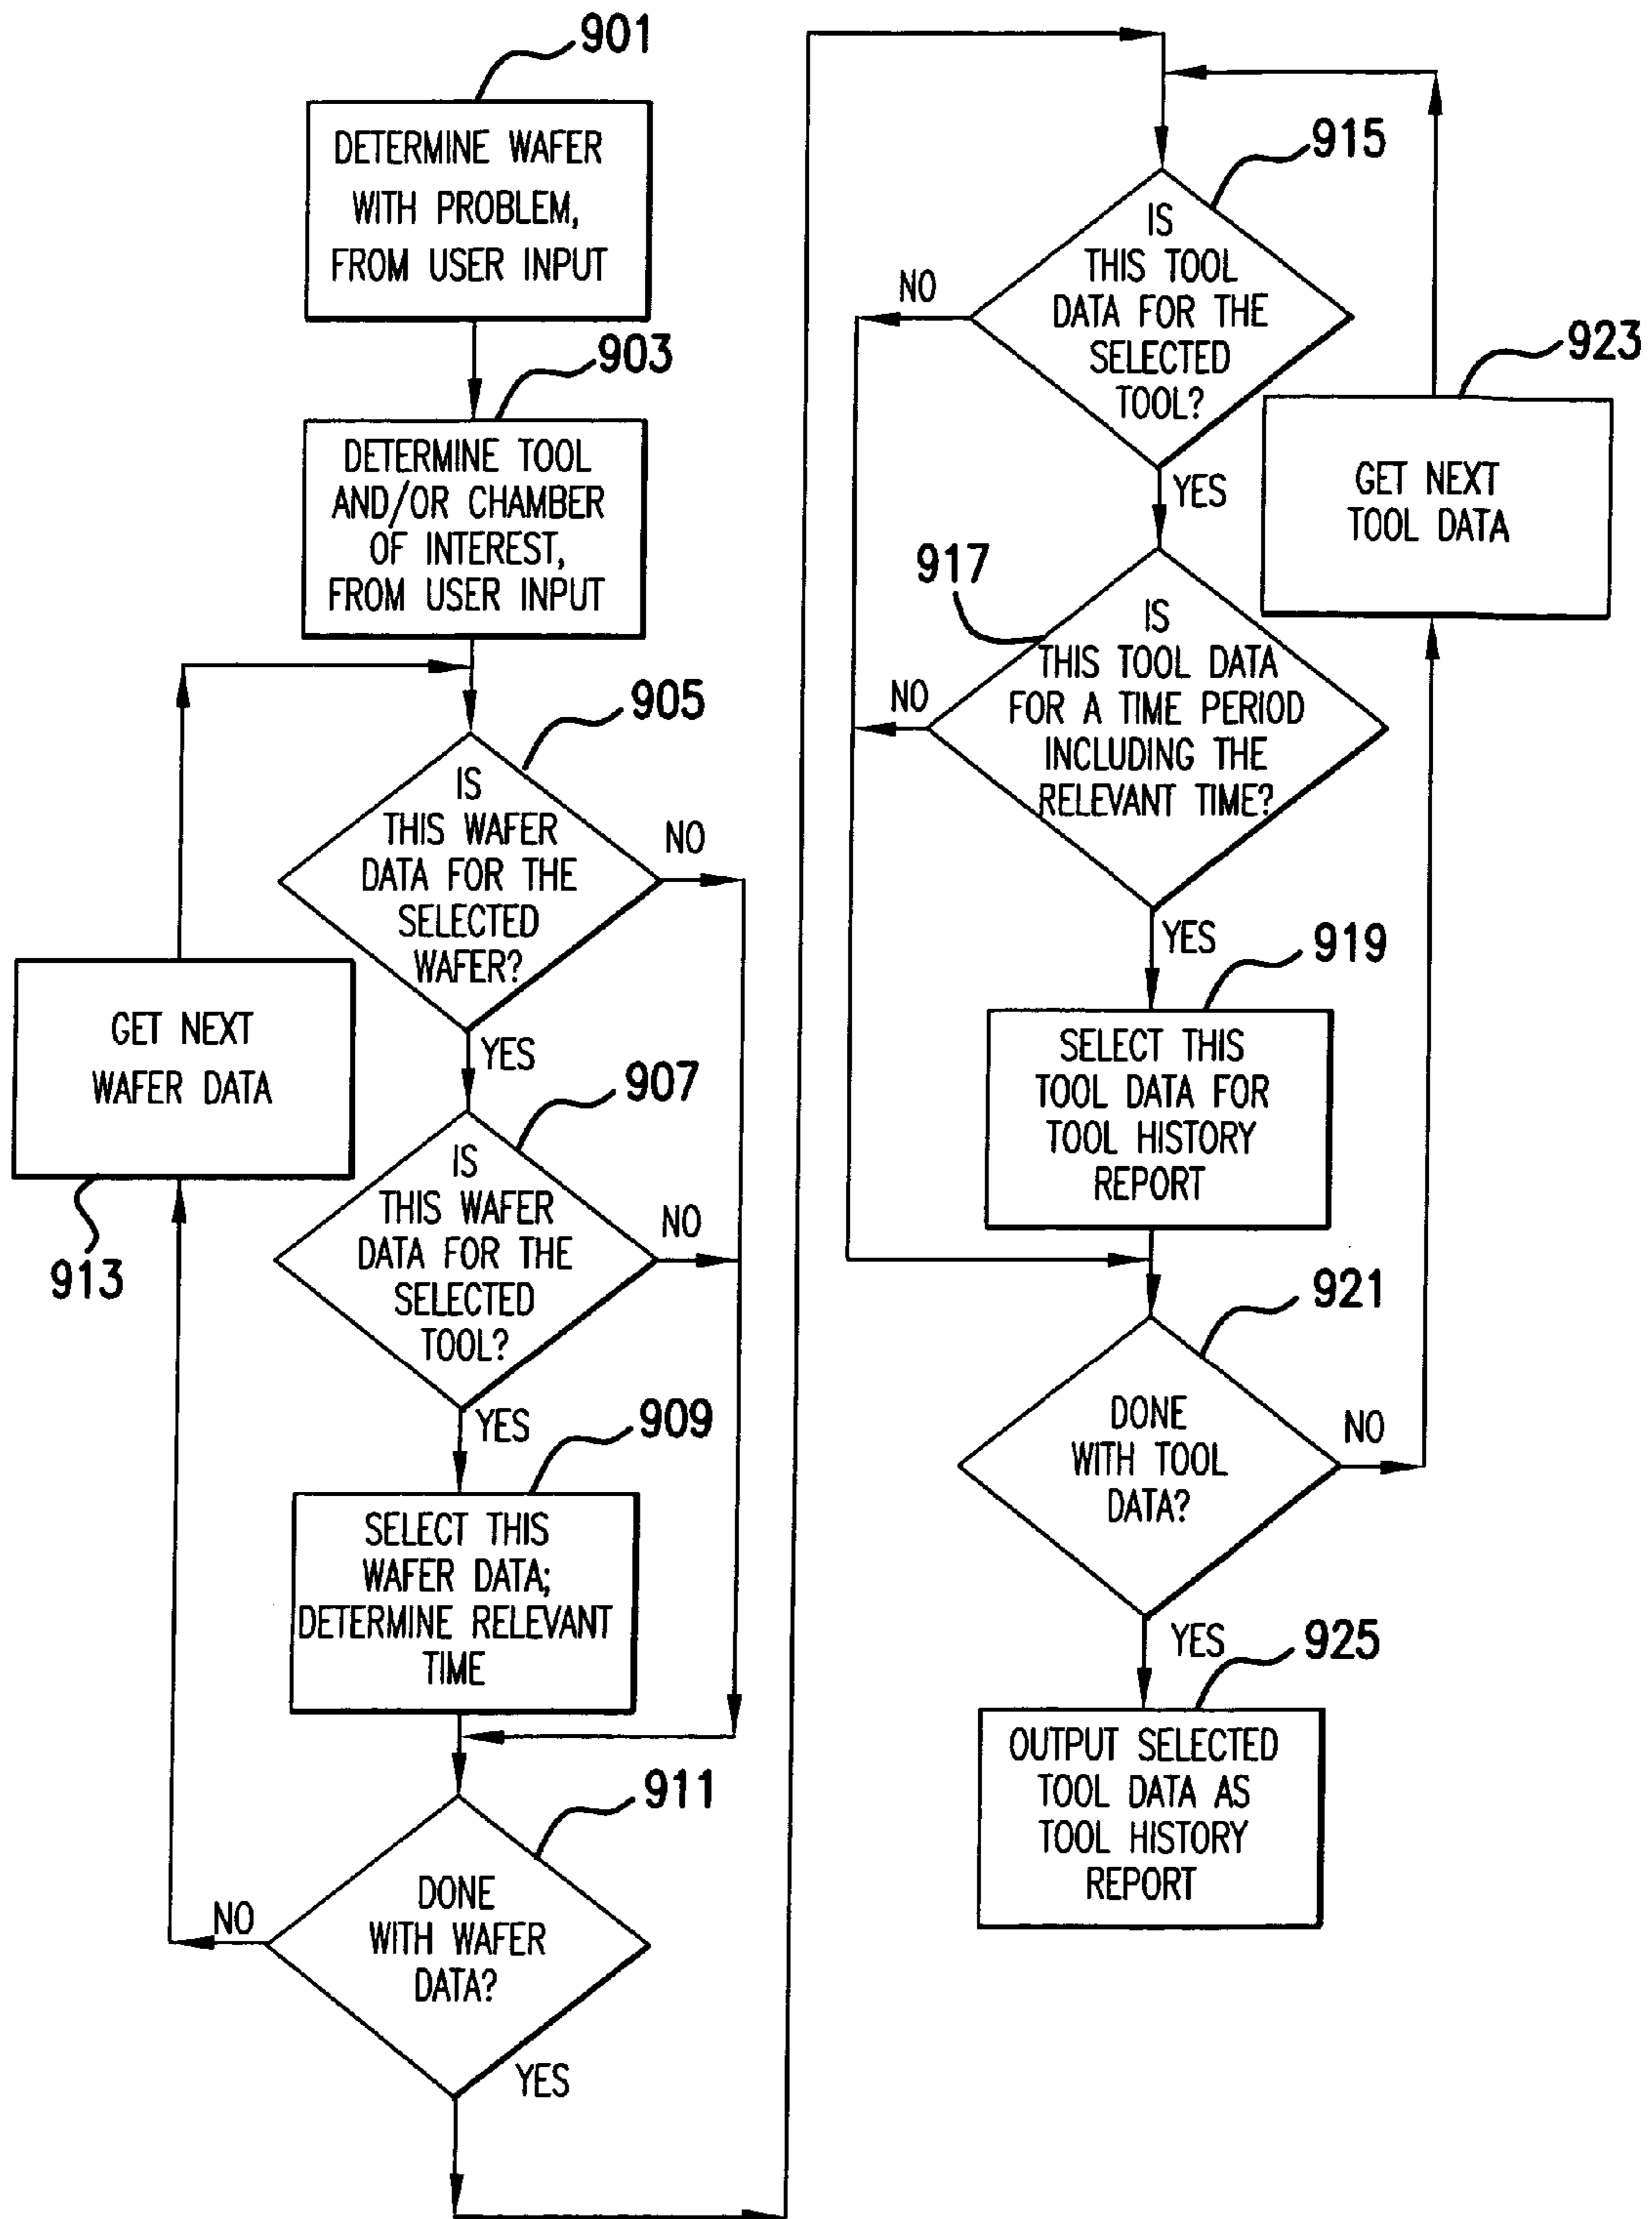 901
DETERMINE WAFER
WITH PROBLEM,
FROM USER INPUT
903
DETERMINE TOOL
AND/OR CHAMBER
OF INTEREST,
FROM USER INPUT
905
IS
THIS WAFER
DATA FOR THE
SELECTED
WAFER?
NO
YES
GET NEXT
WAFER DATA
913
907
IS
THIS WAFER
DATA FOR THE
SELECTED
TOOL?
NO
YES
909
SELECT THIS
WAFER DATA;
DETERMINE RELEVANT
TIME
911
DONE
WITH WAFER
DATA?
NO
YES
915
IS
THIS TOOL
DATA FOR THE
SELECTED
TOOL?
NO
YES
923
GET NEXT
TOOL DATA
917
IS
THIS TOOL DATA
FOR A TIME PERIOD
INCLUDING THE
RELEVANT TIME?
NO
YES
919
SELECT THIS
TOOL DATA FOR
TOOL HISTORY
REPORT
921
DONE
WITH TOOL
DATA?
NO
YES
925
OUTPUT SELECTED
TOOL DATA AS
TOOL HISTORY
REPORT